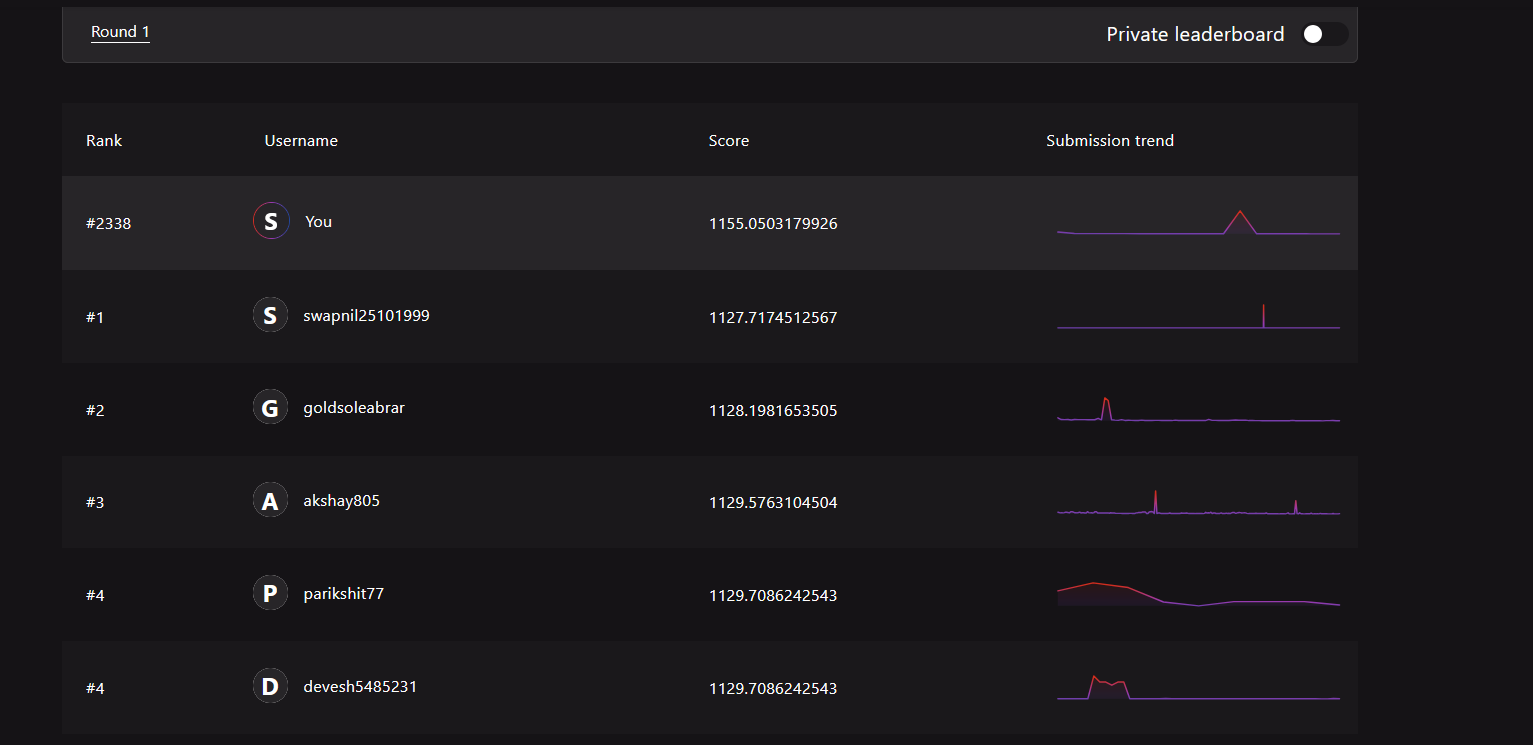 Round 1
Private leaderboard
Rank Username Score Submission trend
#2338 S You 1155.0503179926
#1 S swapnil25101999 1127.7174512567
#2 G goldsoleabrar 1128.1981653505
#3 A akshay805 1129.5763104504
#4 P parikshit77 1129.7086242543
#4 D devesh5485231 1129.7086242543